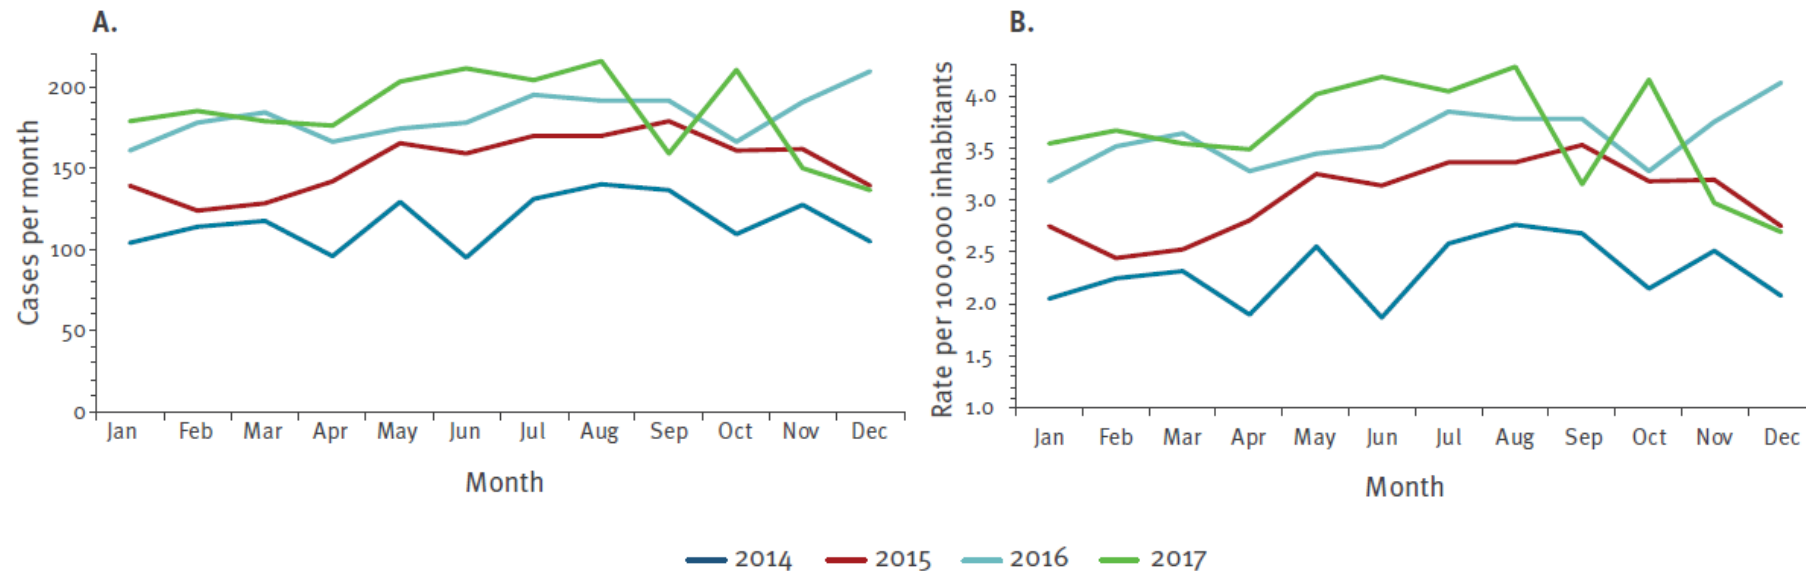 A.
Cases per month
200
150
100
50
0
Jan Feb Mar Apr May Jun Jul Aug Sep Oct Nov Dec
Month
B.
Rate per 100,000 inhabitants
4.0
3.5
3.0
2.5
2.0
1.5
1.0
Jan Feb Mar Apr May Jun Jul Aug Sep Oct Nov Dec
Month
2014 2015 2016 2017